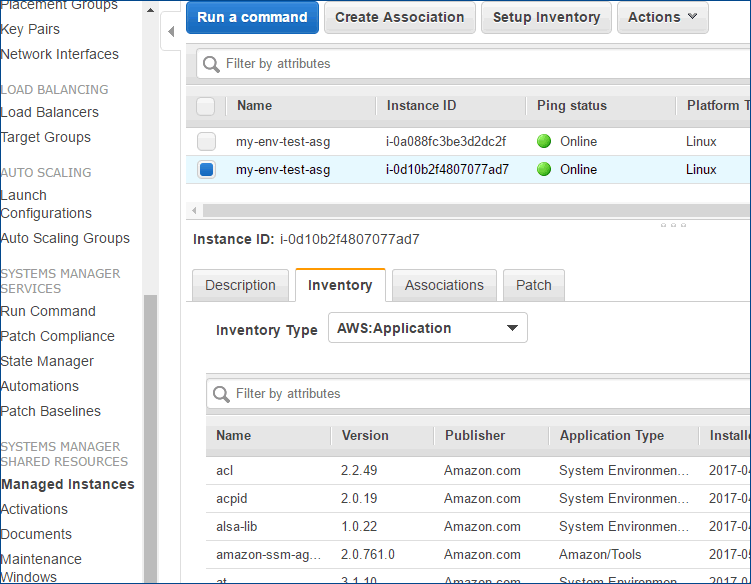 Placement Groups
Key Pairs
Network Interfaces
LOAD BALANCING
Load Balancers
Target Groups
AUTO SCALING
Launch
Configurations
Auto Scaling Groups
SYSTEMS MANAGER
SERVICES
Run Command
Patch Compliance
State Manager
Automations
Patch Baselines
SYSTEMS MANAGER
SHARED RESOURCES
Managed Instances
Activations
Documents
Maintenance
Windows
Run a command Create Association Setup Inventory Actions
Filter by attributes
Name Instance ID Ping status Platform T
my-env-test-asg i-0a088fc3be3d2dc2f Online Linux
my-env-test-asg i-0d10b2f4807077ad7 Online Linux
Instance ID: i-0d10b2f4807077ad7
Description Inventory Associations Patch
Inventory Type AWS:Application
Filter by attributes
Name Version Publisher Application Type Installe
acl 2.2.49 Amazon.com System Environmen... 2017-04
acpid 2.0.19 Amazon.com System Environmen... 2017-04
alsa-lib 1.0.22 Amazon.com System Environmen... 2017-04
amazon-ssm-ag... 2.0.761.0 Amazon.com Amazon/Tools 2017-05
at 3.1.10 Amazon.com System Environmen... 2017-04